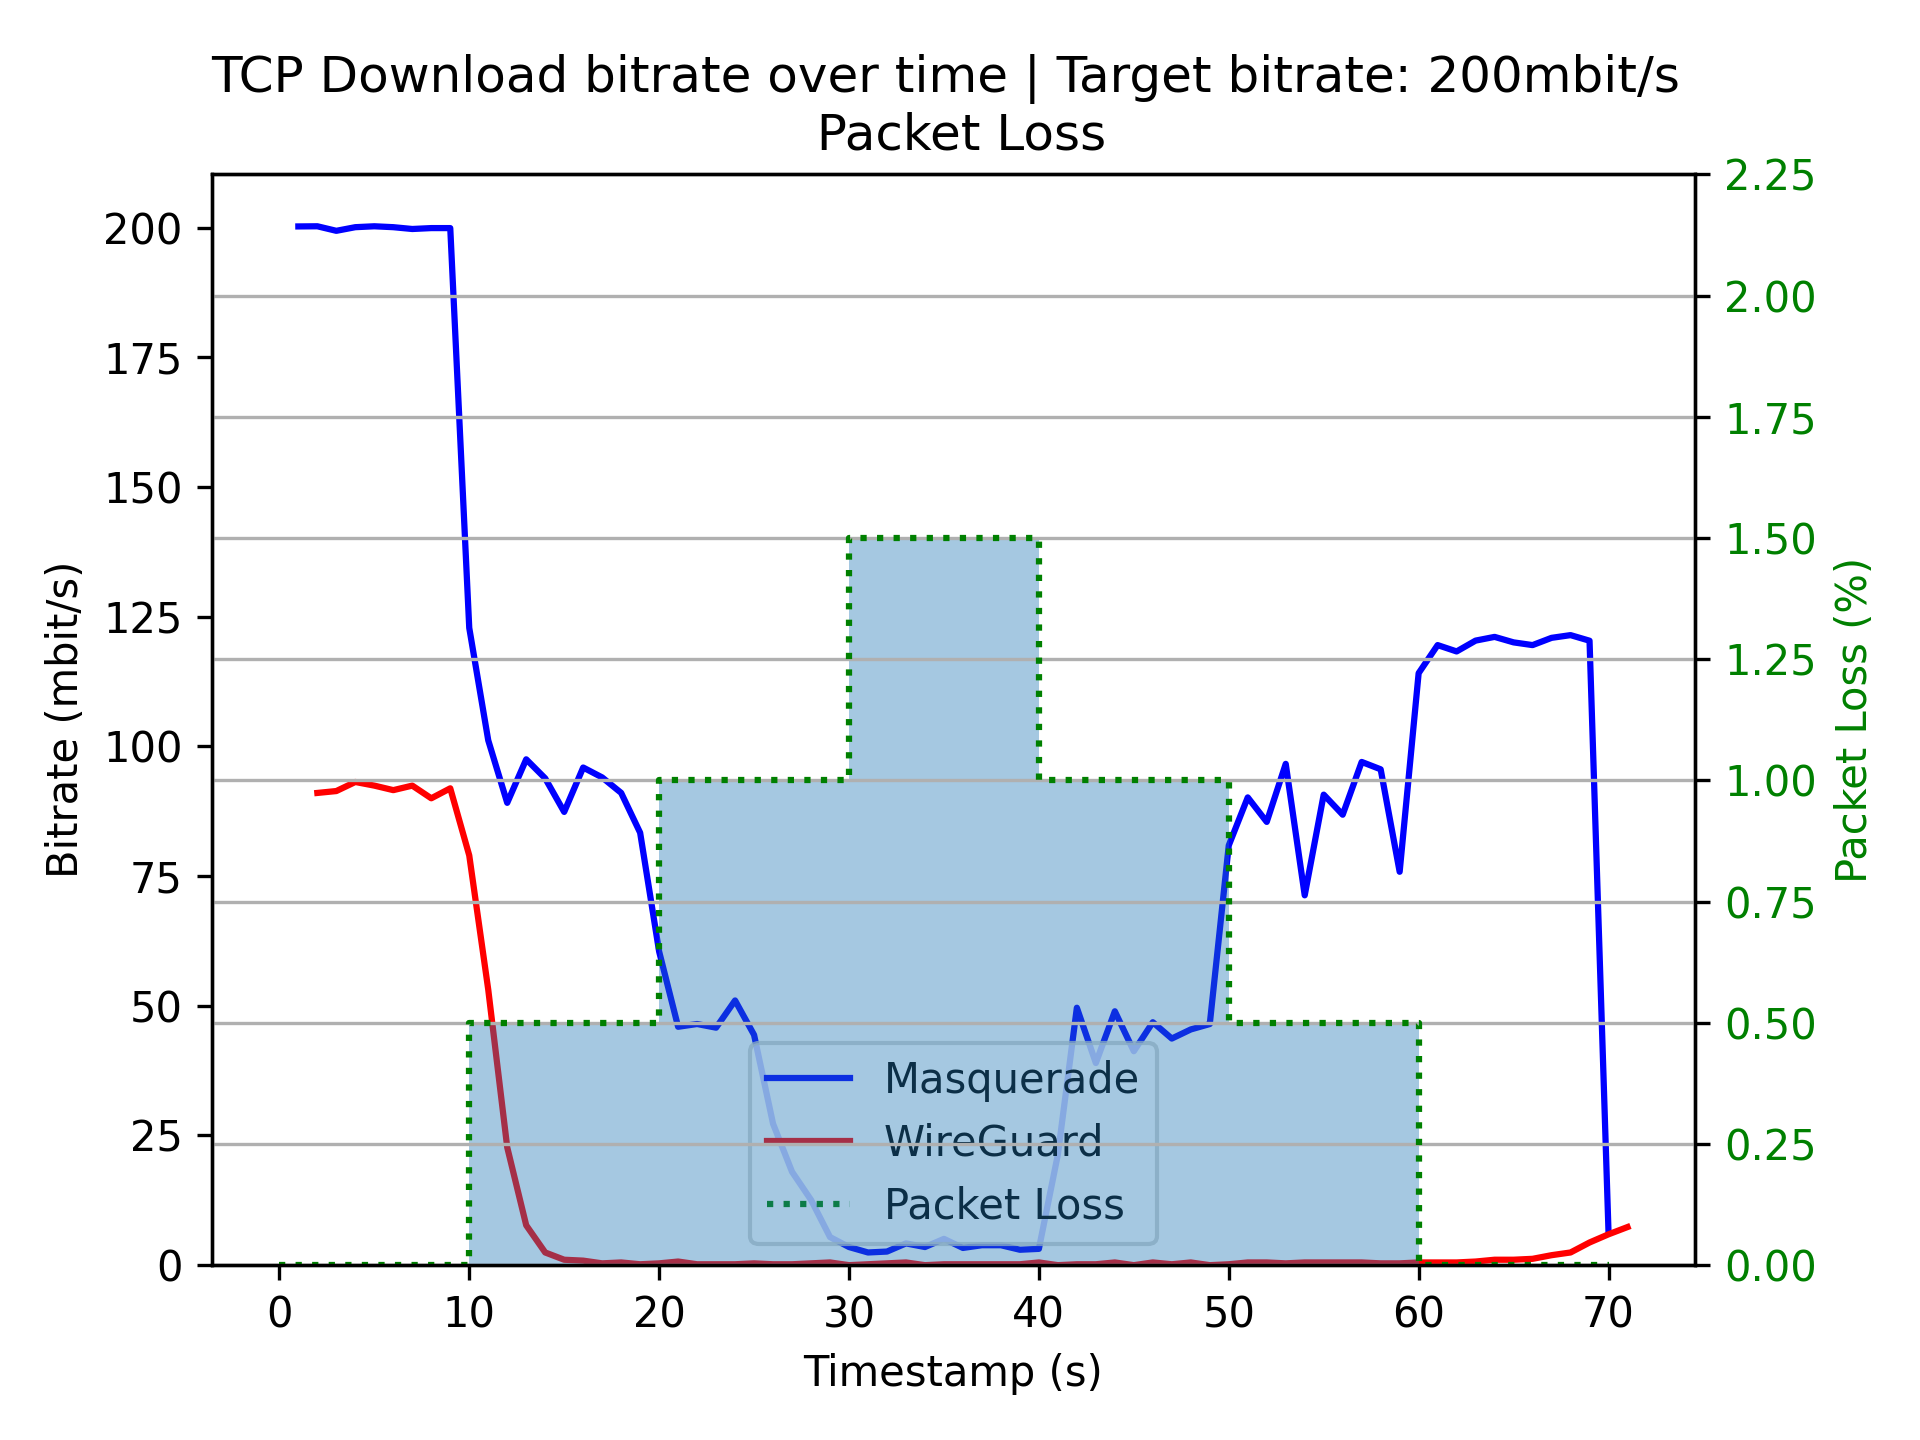 TCP Download bitrate over time | Target bitrate: 200mbit/s
Packet Loss
Bitrate (mbit/s)
200
175
150
125
100
75
50
25
0
2.25
2.00
1.75
1.50
1.25
1.00
0.75
0.50
0.25
0.00
Packet Loss (%)
Masquerade
WireGuard
Packet Loss
0 10 20 30 40 50 60 70
Timestamp (s)